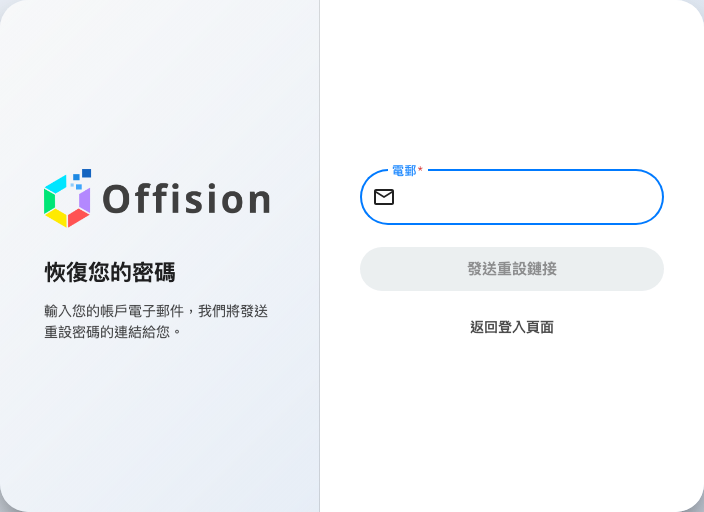 Offision
恢復您的密碼
輸入您的帳戶電子郵件，我們將發送
重設密碼的連結給您。
電郵*
發送重設鏈接
返回登入頁面